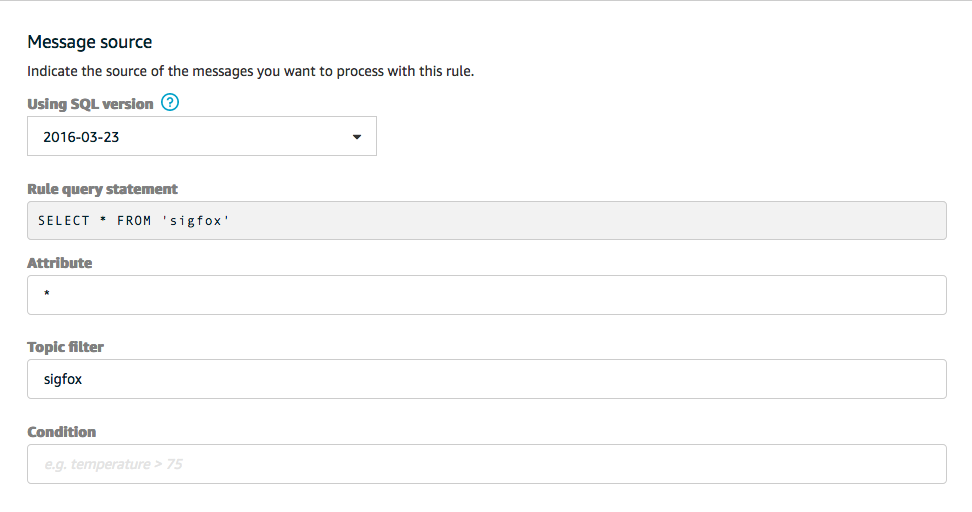 Message source
Indicate the source of the messages you want to process with this rule.
Using SQL version ?
2016-03-23
Rule query statement
SELECT * FROM 'sigfox'
Attribute
*
Topic filter
sigfox
Condition
e.g. temperature > 75